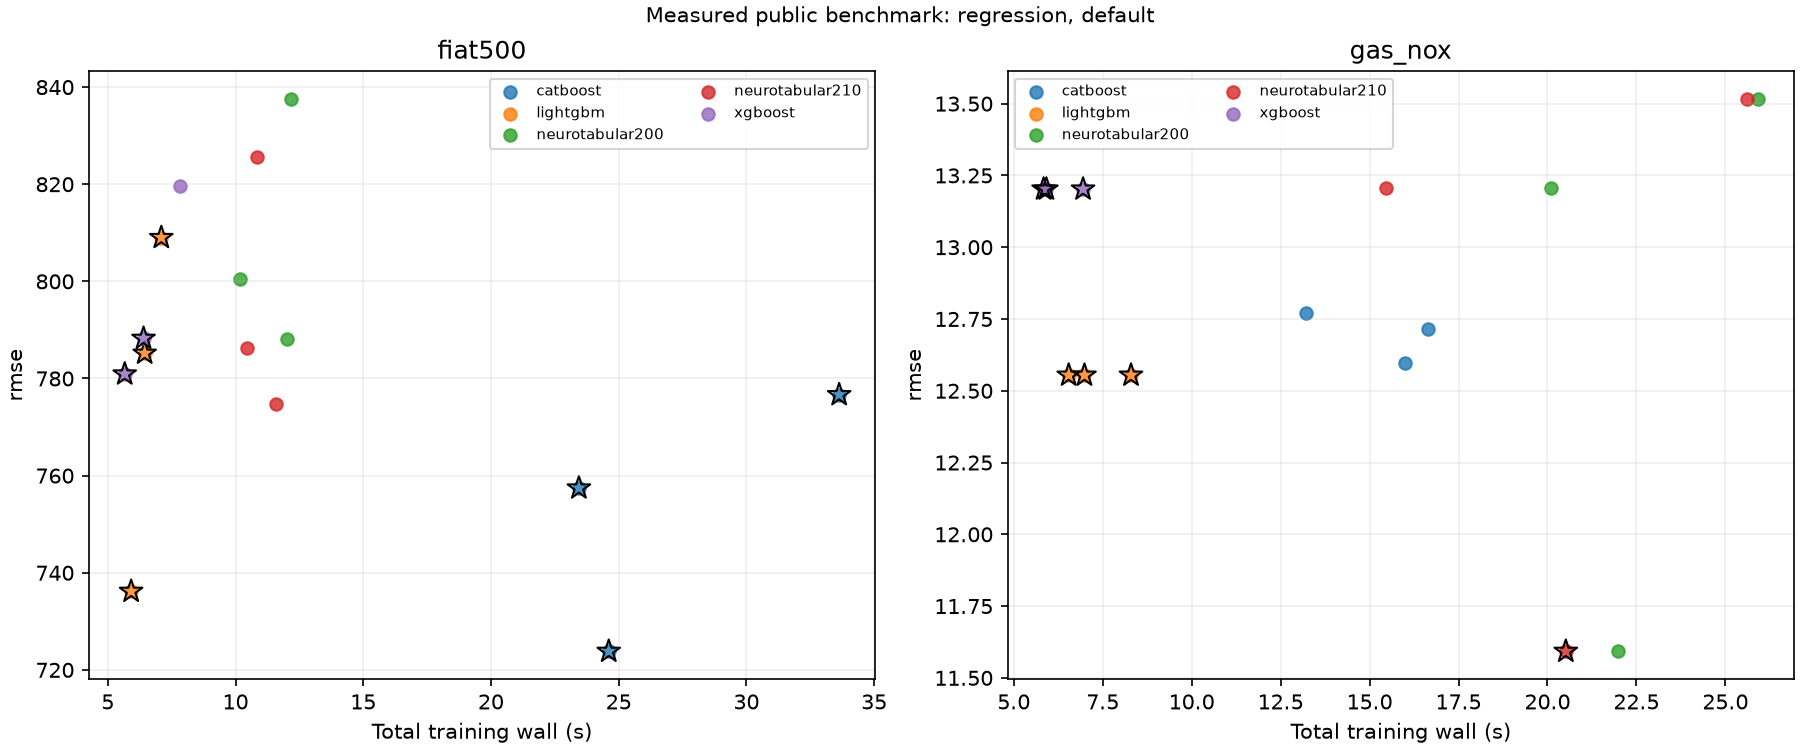 Measured public benchmark: regression, default
fiat500
catboost
lightgbm
neurotabular200
neurotabular210
xgboost
840
820
800
780
760
740
720
rmse
5
10
15
20
25
30
35
Total training wall (s)
gas_nox
catboost
lightgbm
neurotabular200
neurotabular210
xgboost
13.50
13.25
13.00
12.75
12.50
12.25
12.00
11.75
11.50
rmse
5.0
7.5
10.0
12.5
15.0
17.5
20.0
22.5
25.0
Total training wall (s)